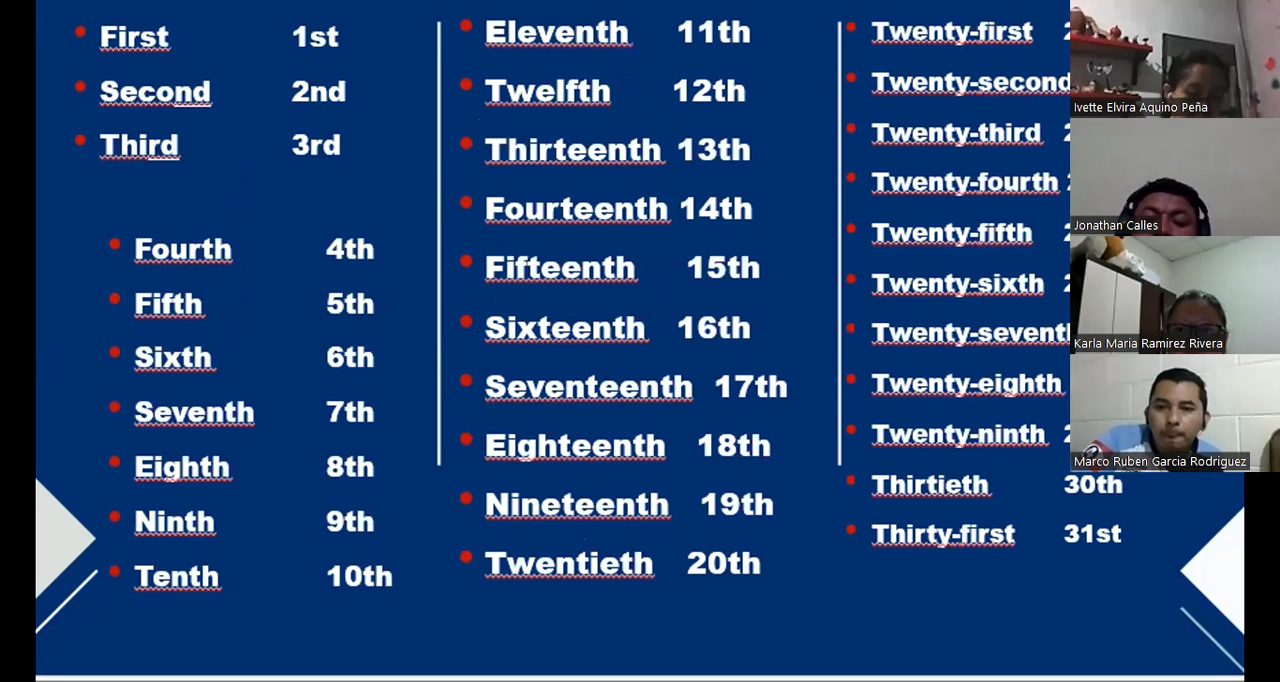 First 1st
Second 2nd
Third 3rd
Fourth 4th
Fifth 5th
Sixth 6th
Seventh 7th
Eighth 8th
Ninth 9th
Tenth 10th
Eleventh 11th
Twelfth 12th
Thirteenth 13th
Fourteenth 14th
Fifteenth 15th
Sixteenth 16th
Seventeenth 17th
Eighteenth 18th
Nineteenth 19th
Twentieth 20th
Twenty-first
Twenty-second
Twenty-third
Twenty-fourth
Twenty-fifth
Twenty-sixth
Twenty-sevent
Twenty-eighth
Twenty-ninth
Thirtieth 30th
Thirty-first 31st
Ivette Elvira Aquino Peña
Jonathan Calles
Karla Maria Ramirez Rivera
Marco Ruben Garcia Rodriguez